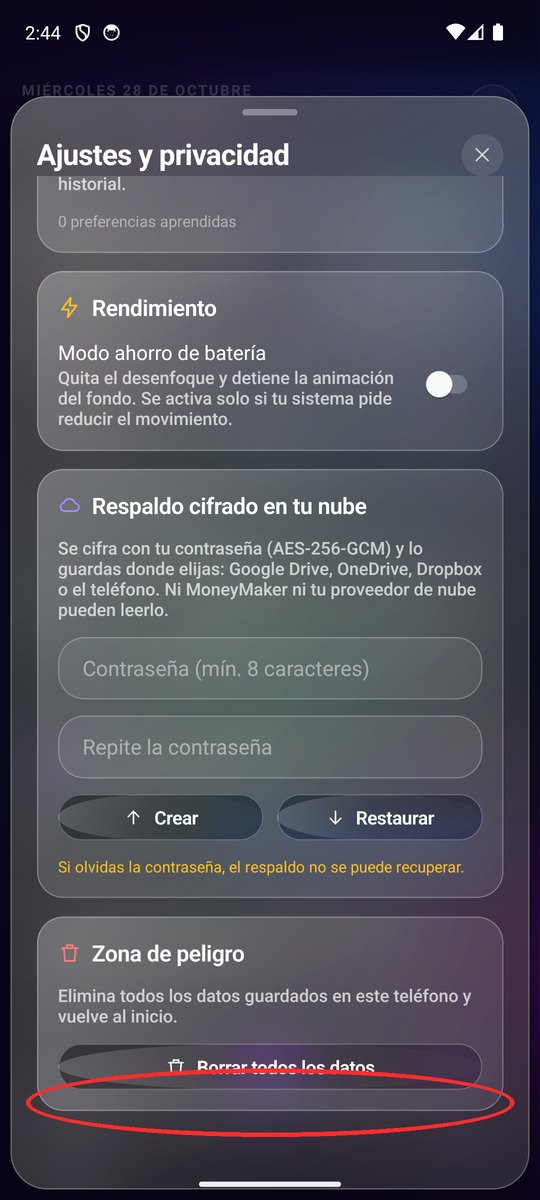 2:44
MIÉRCOLES 28 DE OCTUBRE
Ajustes y privacidad
historial.
0 preferencias aprendidas
Rendimiento
Modo ahorro de batería
Quita el desenfoque y detiene la animación
del fondo. Se activa solo si tu sistema pide
reducir el movimiento.
Respaldo cifrado en tu nube
Se cifra con tu contraseña (AES-256-GCM) y lo
guardas donde elijas: Google Drive, OneDrive, Dropbox
o el teléfono. Ni MoneyMaker ni tu proveedor de nube
pueden leerlo.
Contraseña (mín. 8 caracteres)
Repite la contraseña
Crear
Restaurar
Si olvidas la contraseña, el respaldo no se puede recuperar.
Zona de peligro
Elimina todos los datos guardados en este teléfono y
vuelve al inicio.
Borrar todos los datos